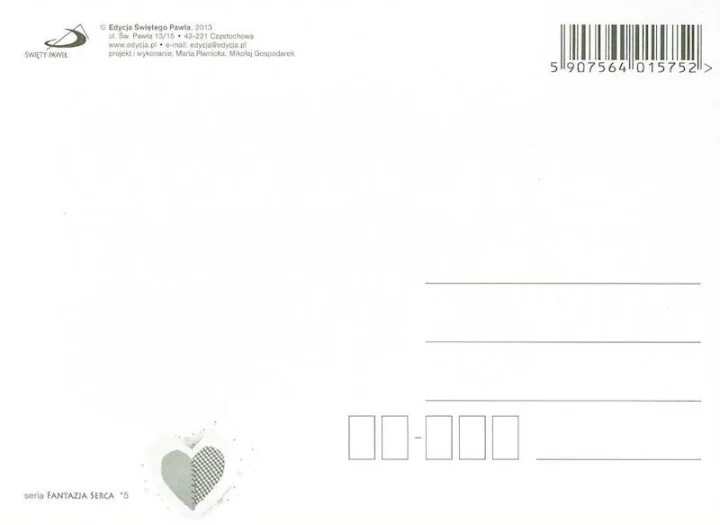 ŚWIĘTY PAWEŁ
© Edycja Świętego Pawła, 2013
ul. Św. Pawła 13/15 • 42-221 Częstochowa
www.edycja.pl • e-mail: edycja@edycja.pl
projekt i wykonanie: Maria Piwnicka, Mikołaj Gospodarek
5 907564 015752 >
seria FANTAZJA SERCA *5